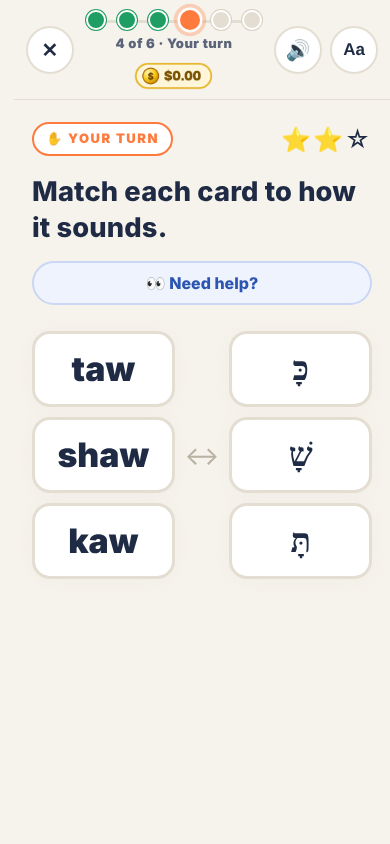 4 of 6 · Your turn
$0.00
Aa
YOUR TURN
Match each card to how
it sounds.
Need help?
taw
כָּ
shaw
שָׁ
kaw
תָּ